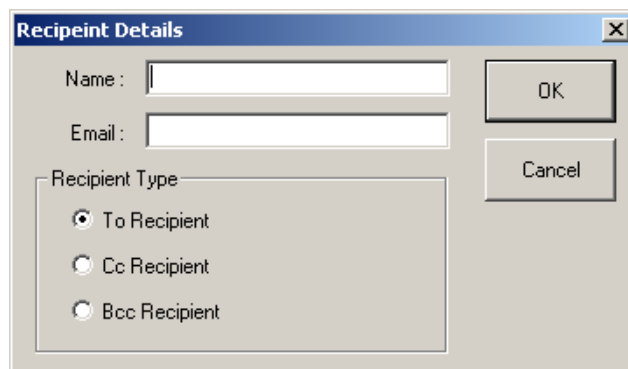 Recipeint Details
Name :
OK
Email :
Cancel
Recipient Type
To Recipient
Cc Recipient
Bcc Recipient